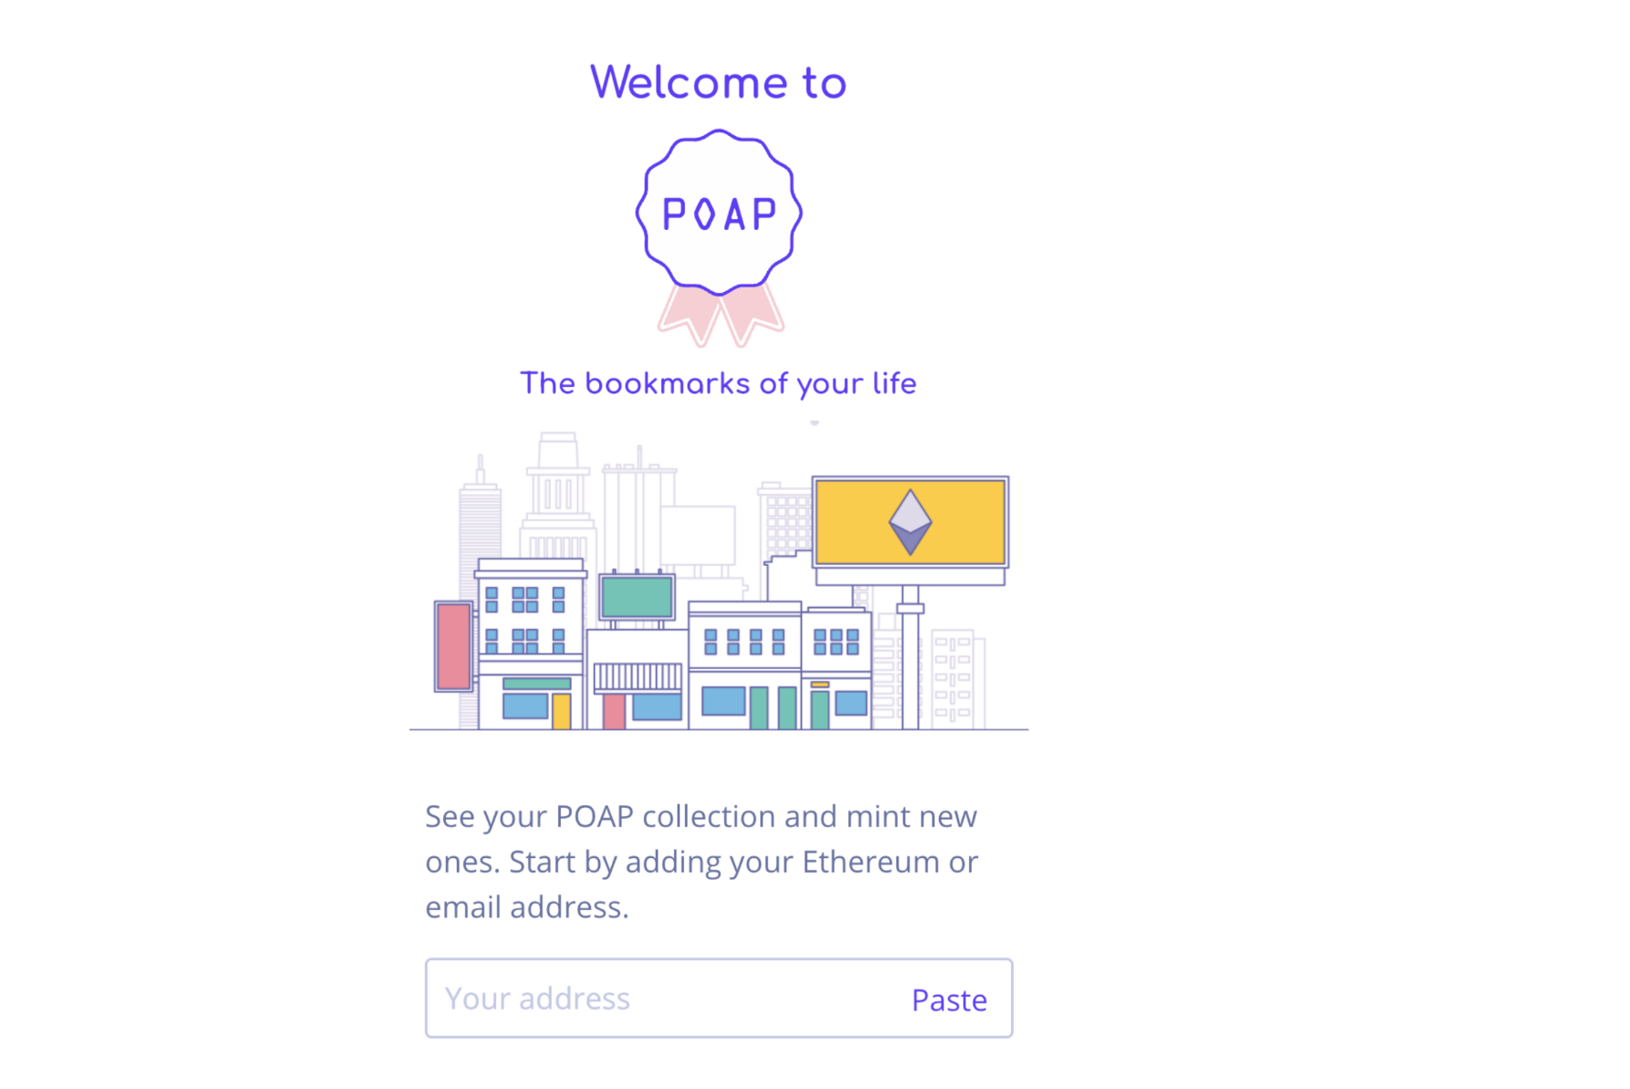 Welcome to
POAP
The bookmarks of your life
See your POAP collection and mint new
ones. Start by adding your Ethereum or
email address.
Your address
Paste